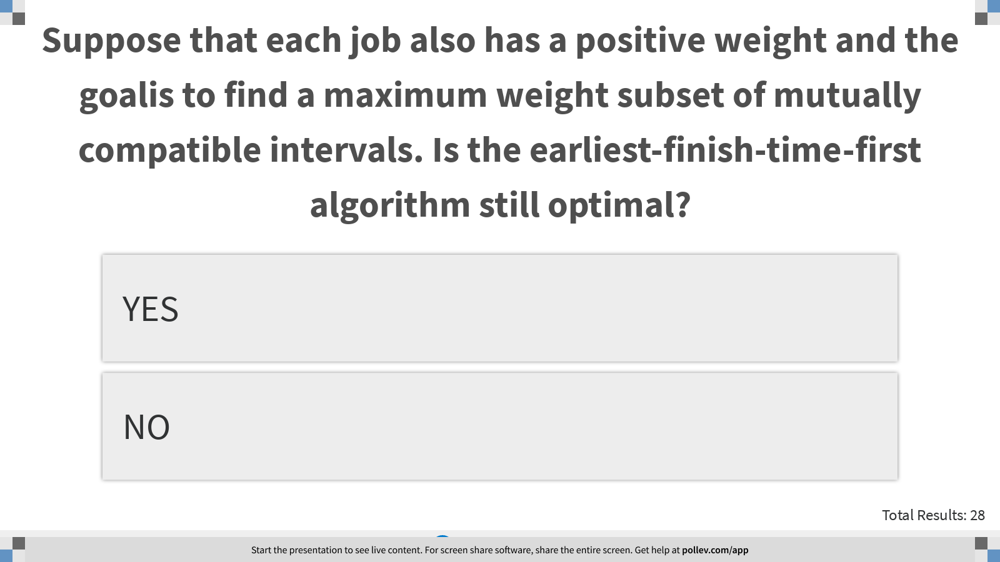 Suppose that each job also has a positive weight and the
goalis to find a maximum weight subset of mutually
compatible intervals. Is the earliest-finish-time-first
algorithm still optimal?
YES
NO
Total Results: 28
Start the presentation to see live content. For screen share software, share the entire screen. Get help at pollev.com/app